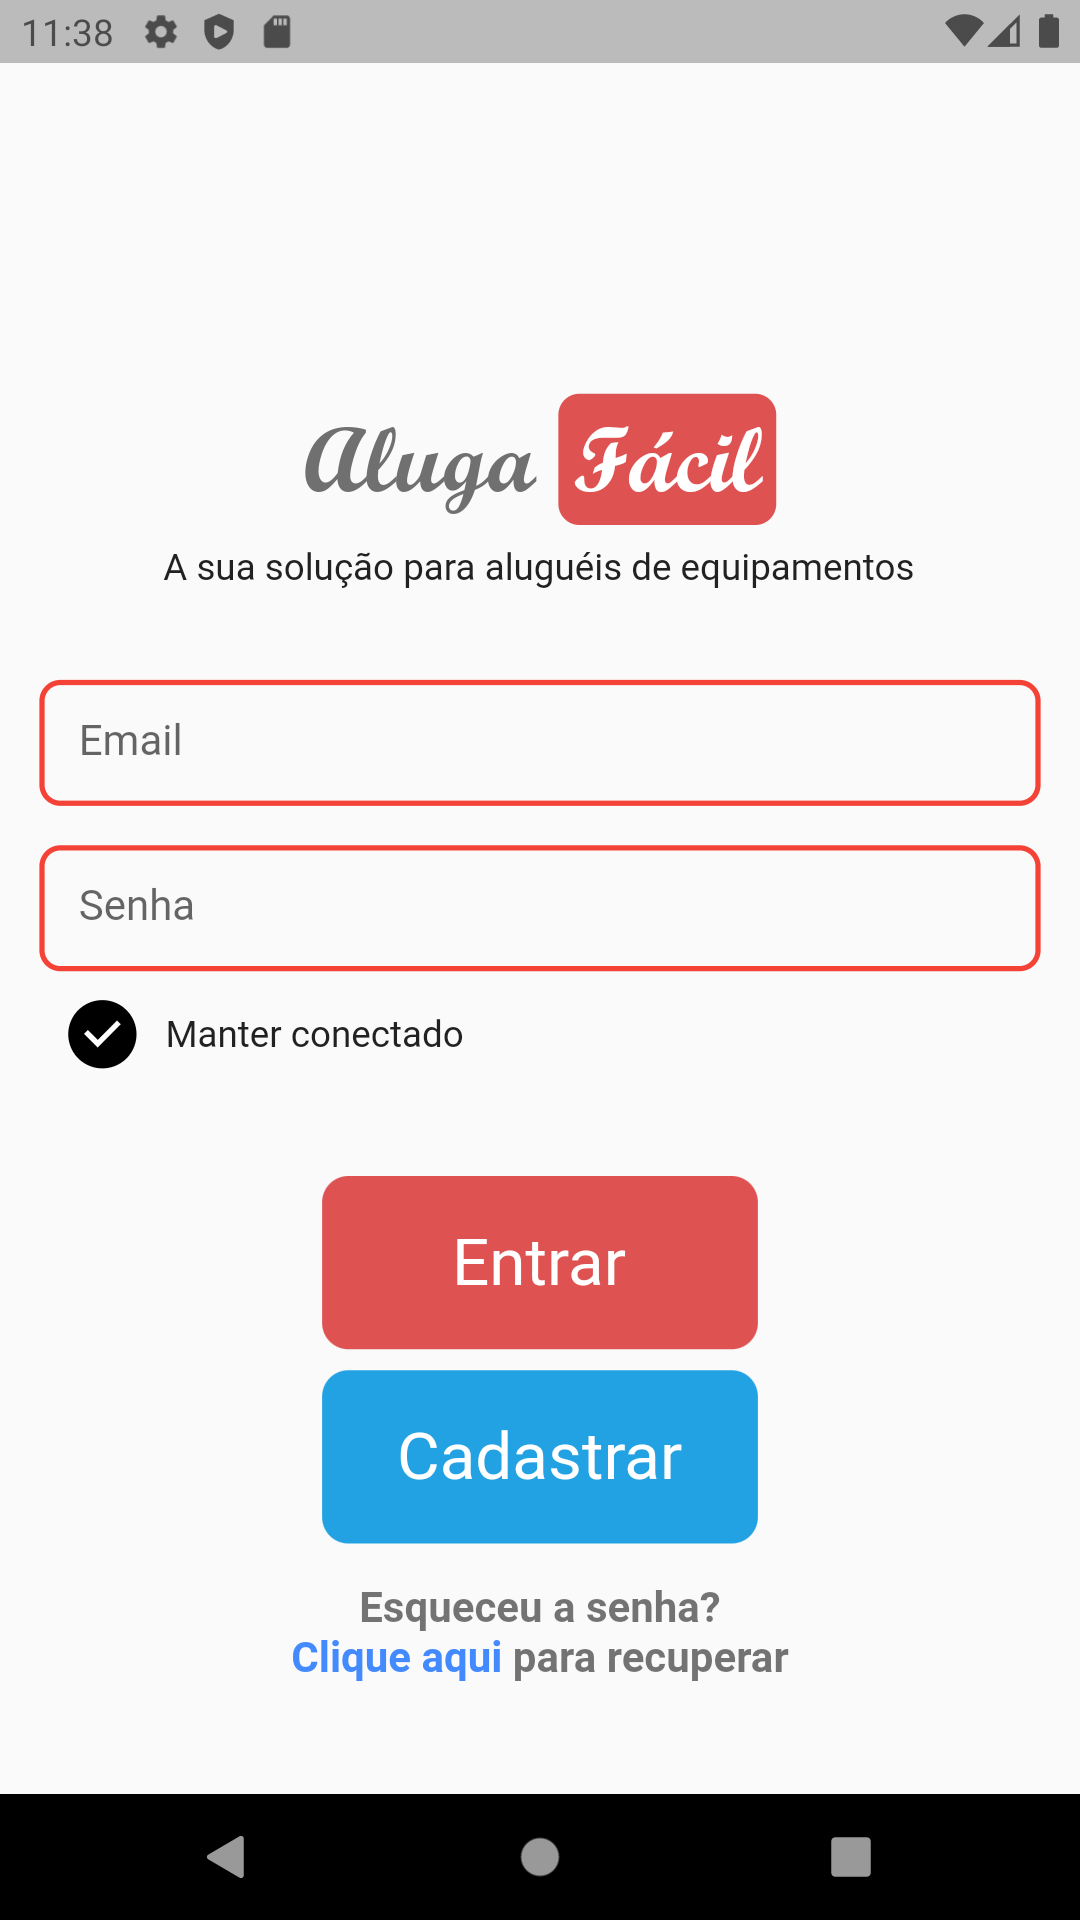 11:38
Aluga Fácil
A sua solução para aluguéis de equipamentos
Email
Senha
Manter conectado
Entrar
Cadastrar
Esqueceu a senha?
Clique aqui para recuperar